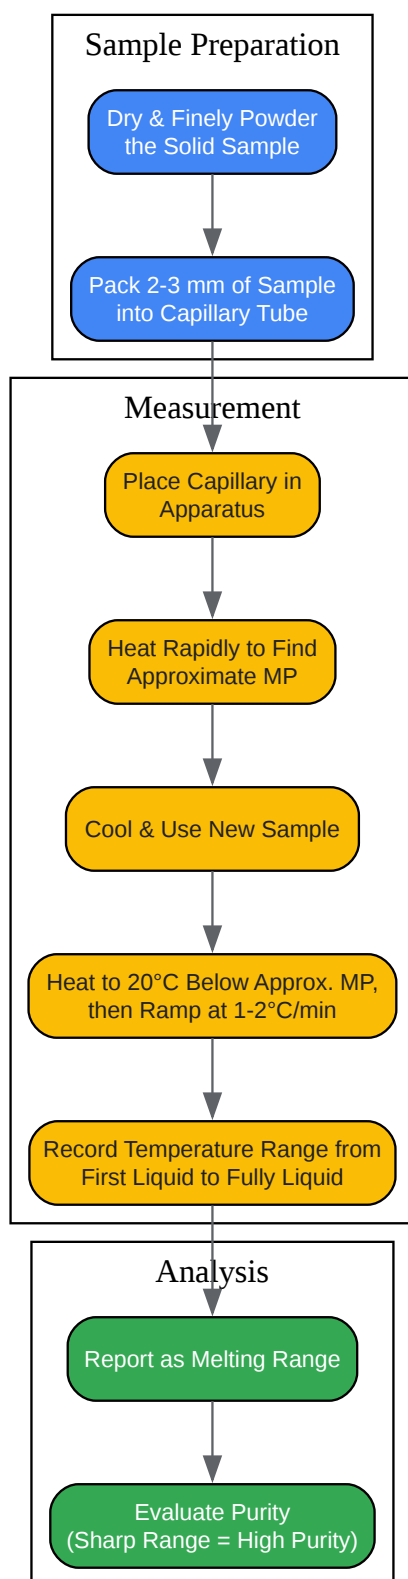 Sample Preparation
Dry & Finely Powder
the Solid Sample
Pack 2-3 mm of Sample
into Capillary Tube
Measurement
Place Capillary in
Apparatus
Heat Rapidly to Find
Approximate MP
Cool & Use New Sample
Heat to 20°C Below Approx. MP,
then Ramp at 1-2°C/min
Record Temperature Range from
First Liquid to Fully Liquid
Analysis
Report as Melting Range
Evaluate Purity
(Sharp Range = High Purity)